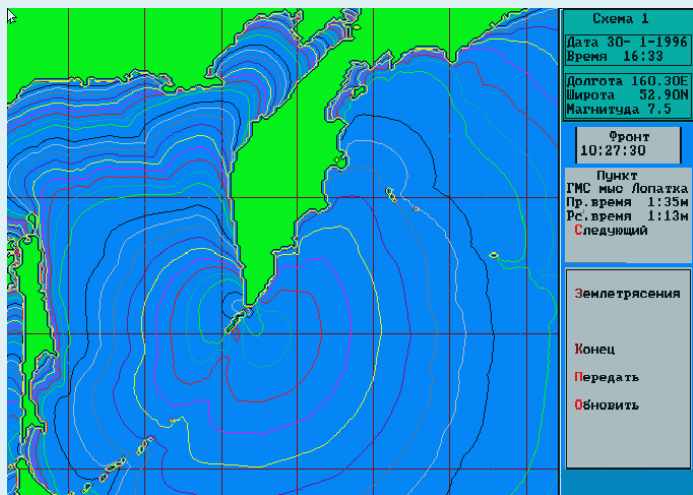 Схема 1
Дата 30- 1-1996
Время 16:33
Долгота 160.30E
Широта 52.90N
Магнитуда 7.5
Фронт
10:27:30
Пункт
ГМС мыс Лопатка
Пр.время 1:35м
Рс.время 1:13м
Следующий
Землетрясения
Конец
Передать
Обновить